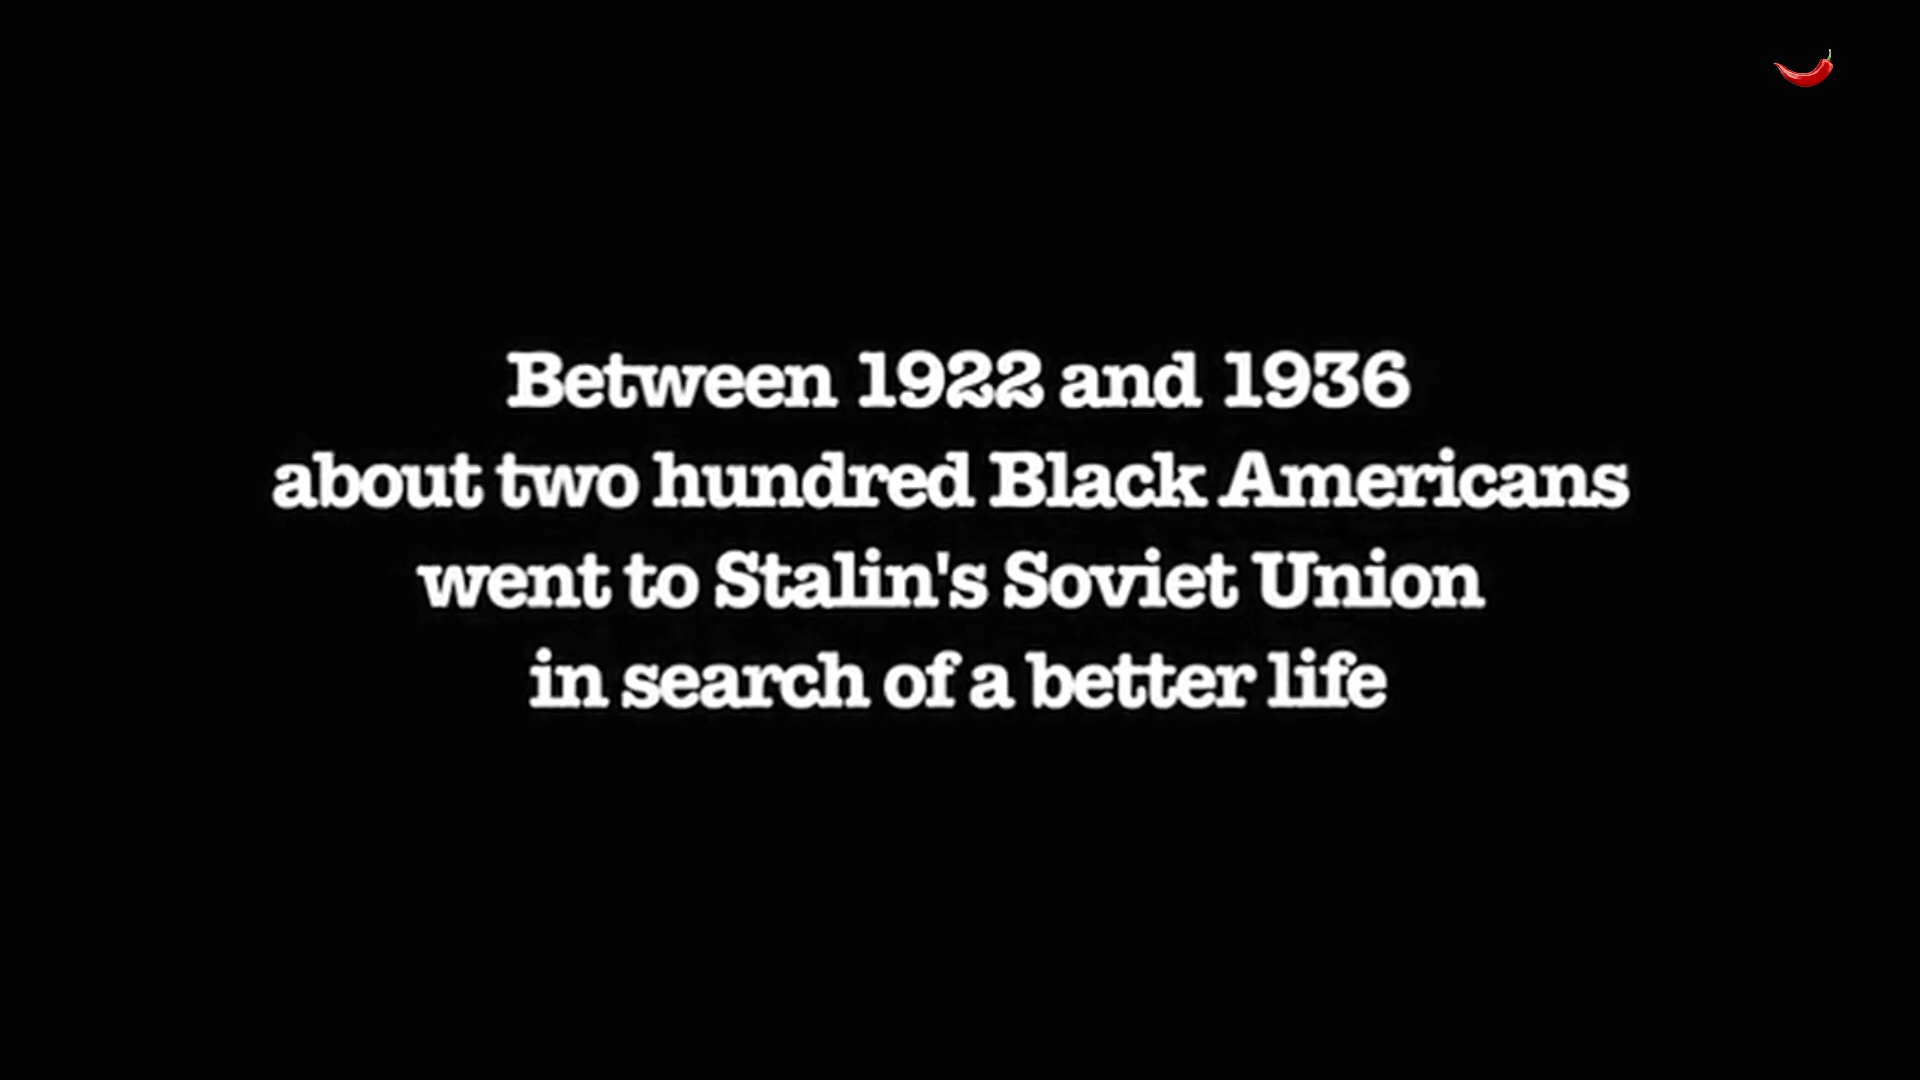 Between 1922 and 1936
about two hundred Black Americans
went to Stalin's Soviet Union
in search of a better life